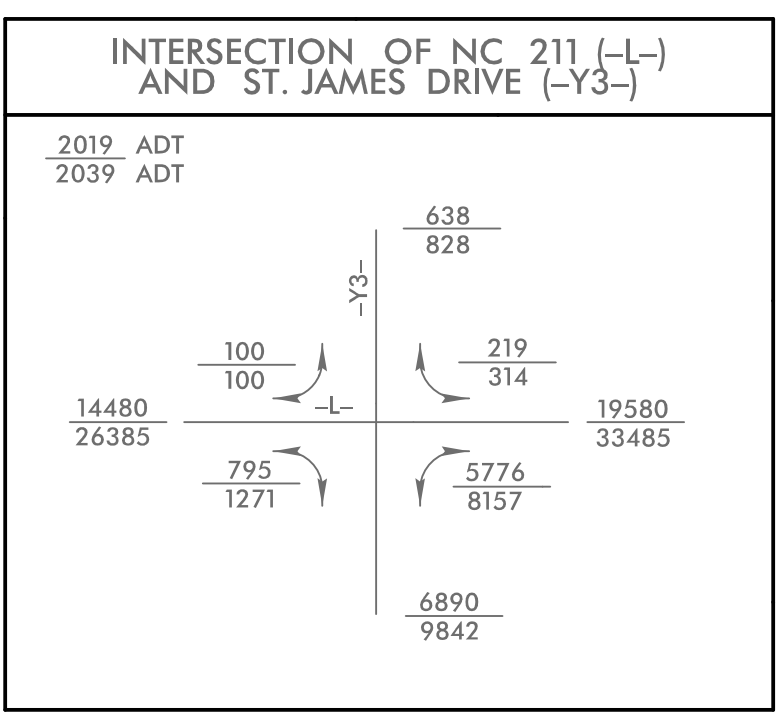 INTERSECTION OF NC 211 (–L–)
AND ST. JAMES DRIVE (–Y3–)
2019 ADT
2039 ADT
638
828
–Y3–
100
100
219
314
–L–
14480
26385
19580
33485
795
1271
5776
8157
6890
9842